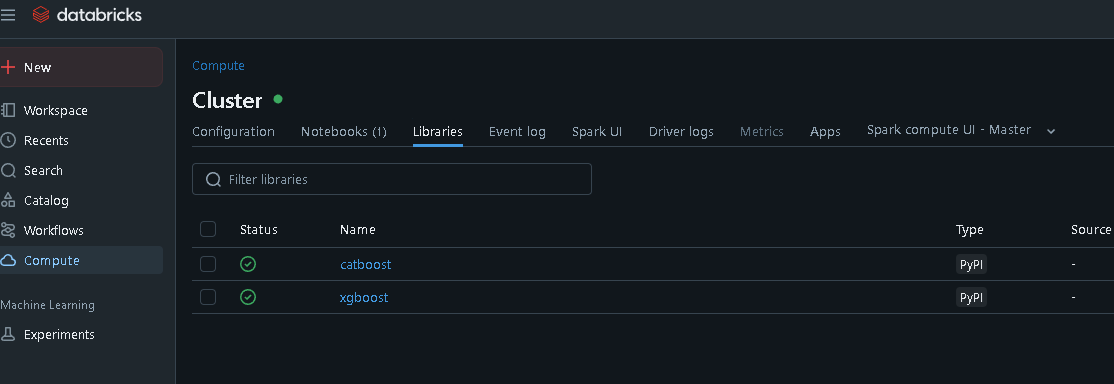 databricks
New
Workspace
Recents
Search
Catalog
Workflows
Compute
Machine Learning
Experiments
Compute
Cluster
Configuration Notebooks (1) Libraries Event log Spark UI Driver logs Metrics Apps Spark compute UI - Master
Filter libraries
Status Name Type Source
catboost PyPI -
xgboost PyPI -